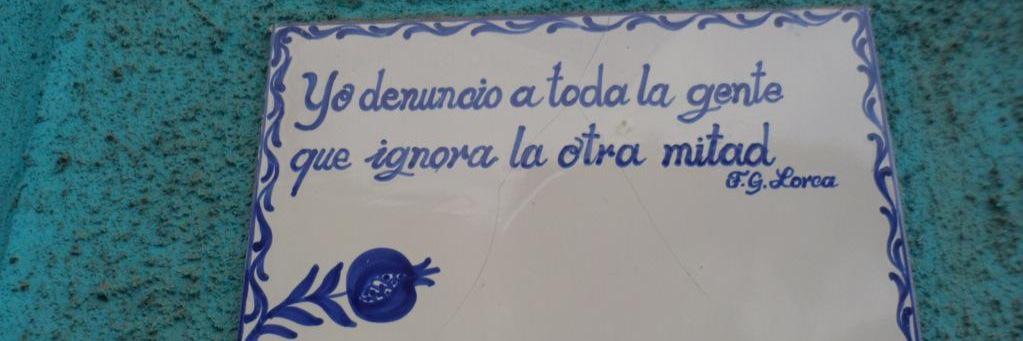 Yo denuncio a toda la gente
que ignora la otra mitad
F.G. Lorca